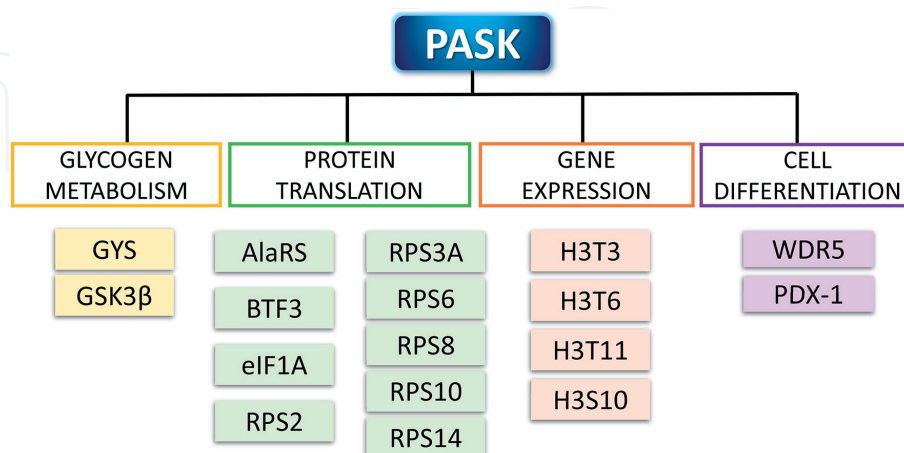 PASK
GLYCOGEN
METABOLISM
PROTEIN
TRANSLATION
GENE
EXPRESSION
CELL
DIFFERENTIATION
GYS
GSK3β
AlaRS
BTF3
eIF1A
RPS2
RPS3A
RPS6
RPS8
RPS10
RPS14
H3T3
H3T6
H3T11
H3S10
WDR5
PDX-1